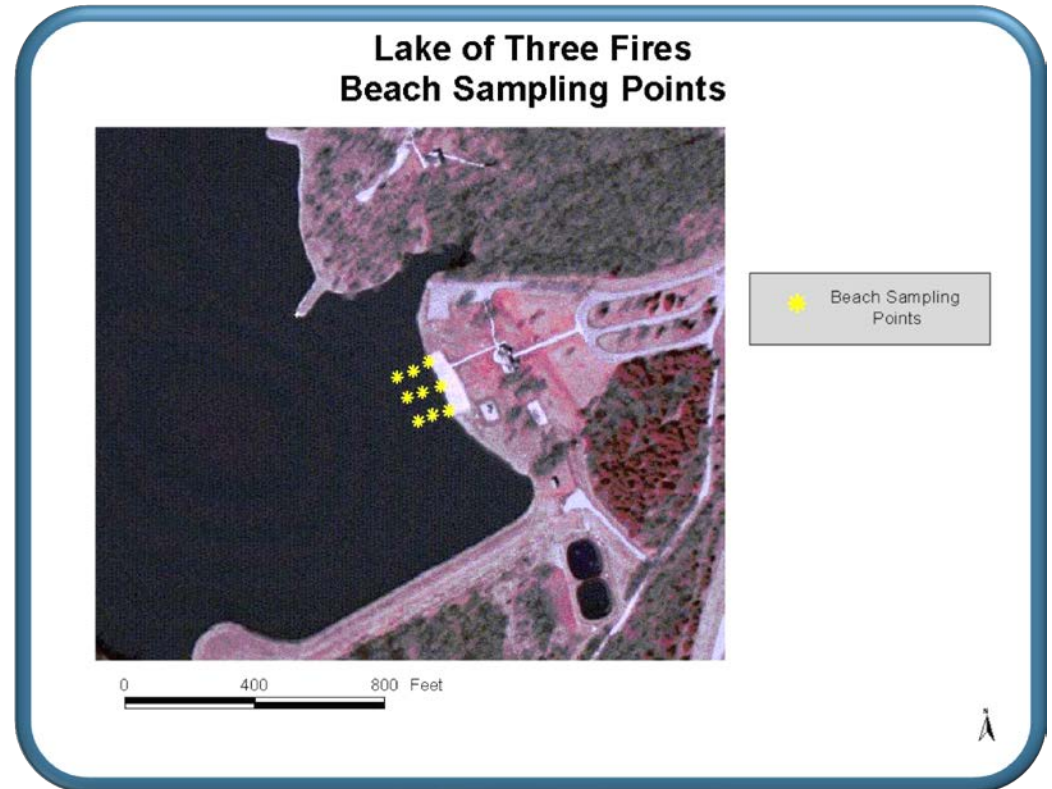 Lake of Three Fires
Beach Sampling Points
Beach Sampling
Points
0 400 800 Feet
N